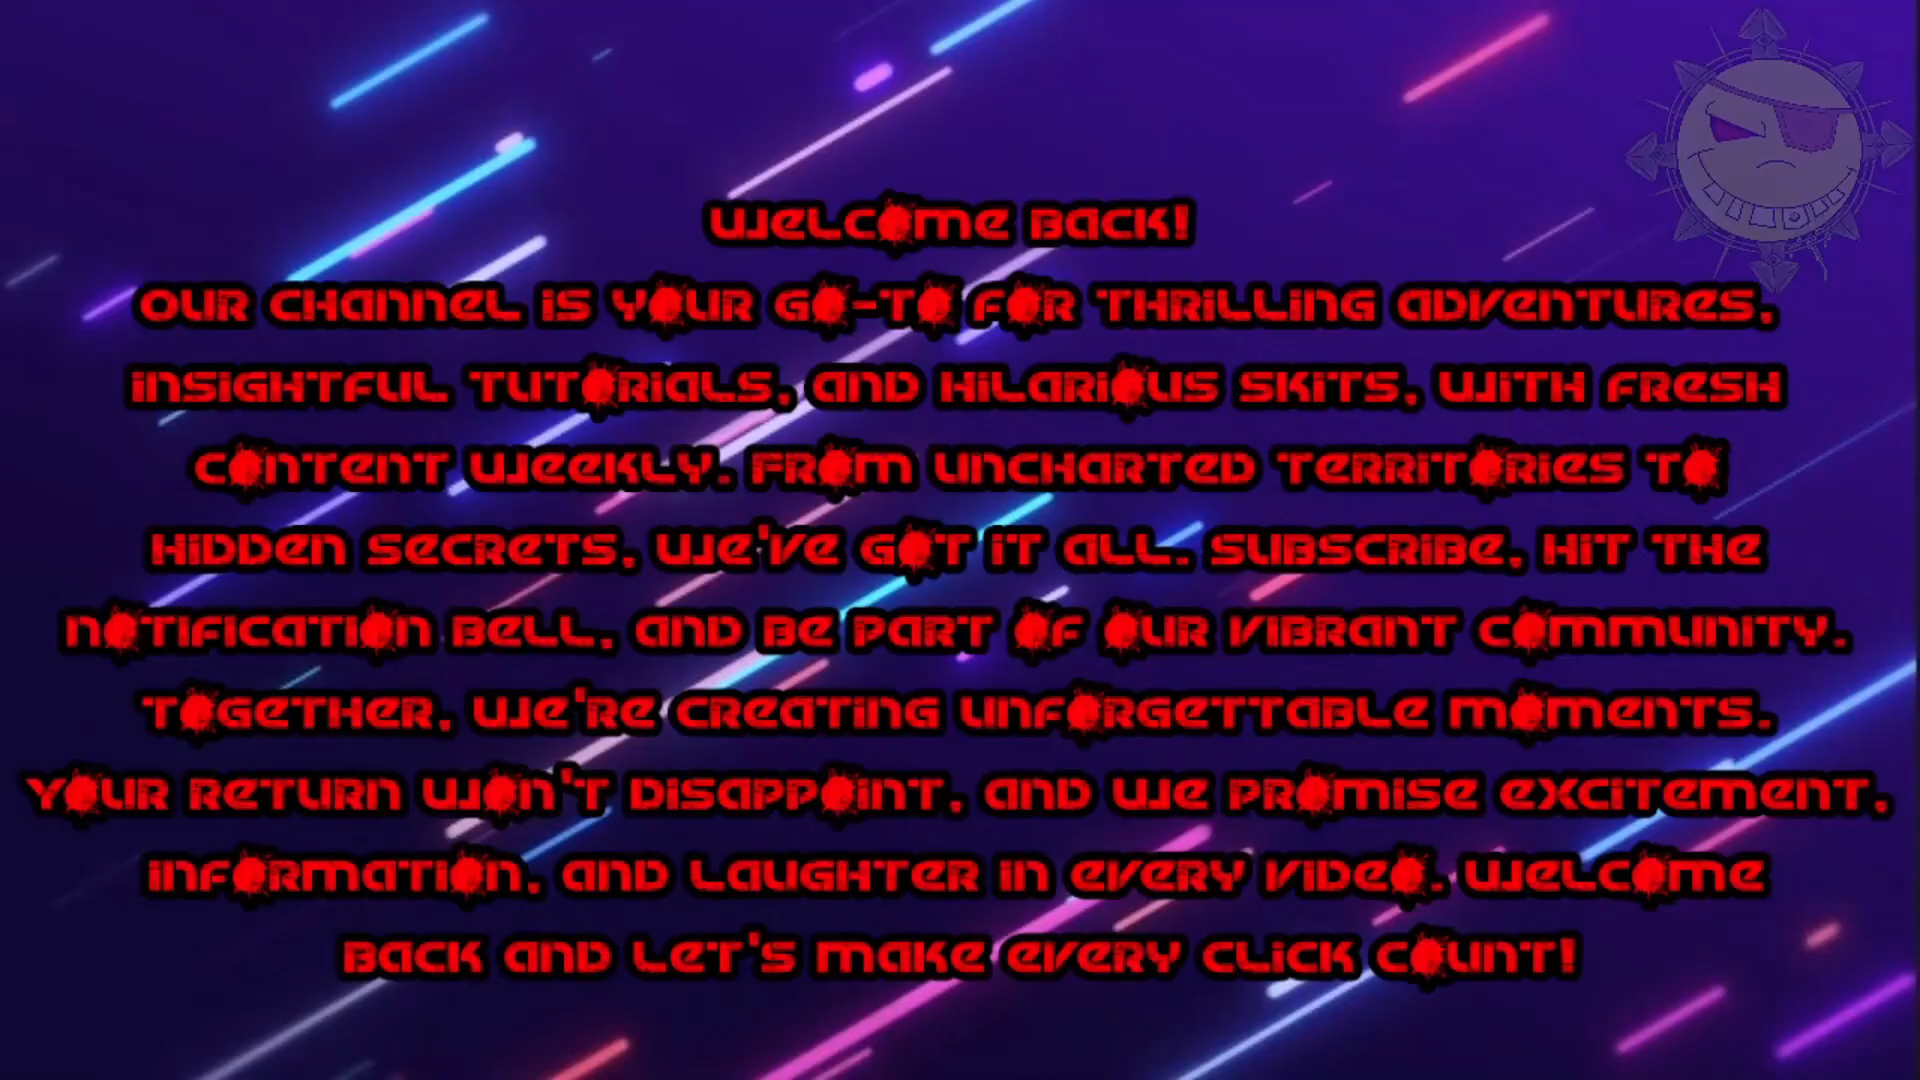 WELCOME BACK!
OUR CHANNEL IS YOUR GO-TO FOR THRILLING ADVENTURES,
INSIGHTFUL TUTORIALS, AND HILARIOUS SKITS, WITH FRESH
CONTENT WEEKLY. FROM UNCHARTED TERRITORIES TO
HIDDEN SECRETS, WE'VE GOT IT ALL. SUBSCRIBE, HIT THE
NOTIFICATION BELL, AND BE PART OF OUR VIBRANT COMMUNITY.
TOGETHER, WE'RE CREATING UNFORGETTABLE MOMENTS.
YOUR RETURN WON'T DISAPPOINT, AND WE PROMISE EXCITEMENT,
INFORMATION, AND LAUGHTER IN EVERY VIDEO. WELCOME
BACK AND LET'S MAKE EVERY CLICK COUNT!